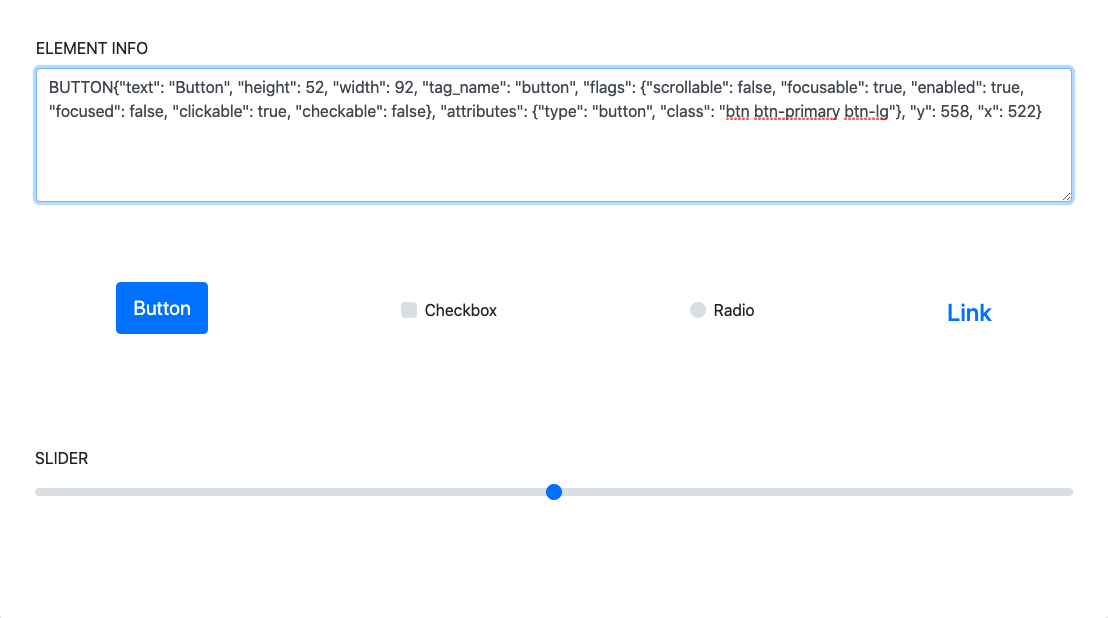 ELEMENT INFO
BUTTON{"text": "Button", "height": 52, "width": 92, "tag_name": "button", "flags": {"scrollable": false, "focusable": true, "enabled": true,
"focused": false, "clickable": true, "checkable": false}, "attributes": {"type": "button", "class": "btn btn-primary btn-lg"}, "y": 558, "x": 522}
Button
Checkbox
Radio
Link
SLIDER